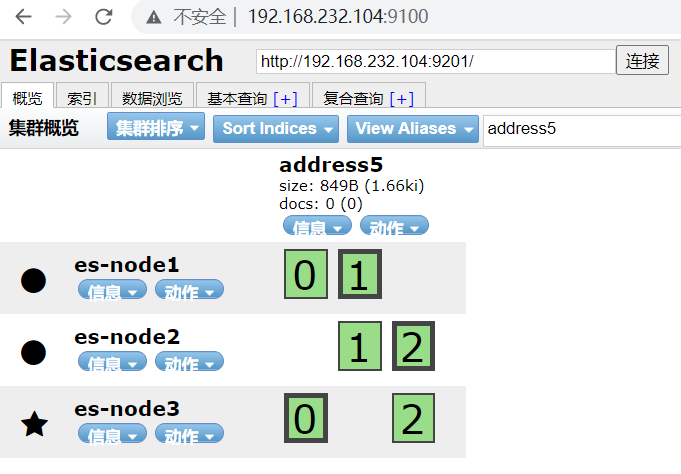 不安全 | 192.168.232.104:9100
Elasticsearch http://192.168.232.104:9201/ 连接
概览 索引 数据浏览 基本查询 [+] 复合查询 [+]
集群概览 集群排序 Sort Indices View Aliases address5
address5
size: 849B (1.66ki)
docs: 0 (0)
信息 动作
es-node1 0 1
信息 动作
es-node2 1 2
信息 动作
es-node3 0 2
信息 动作